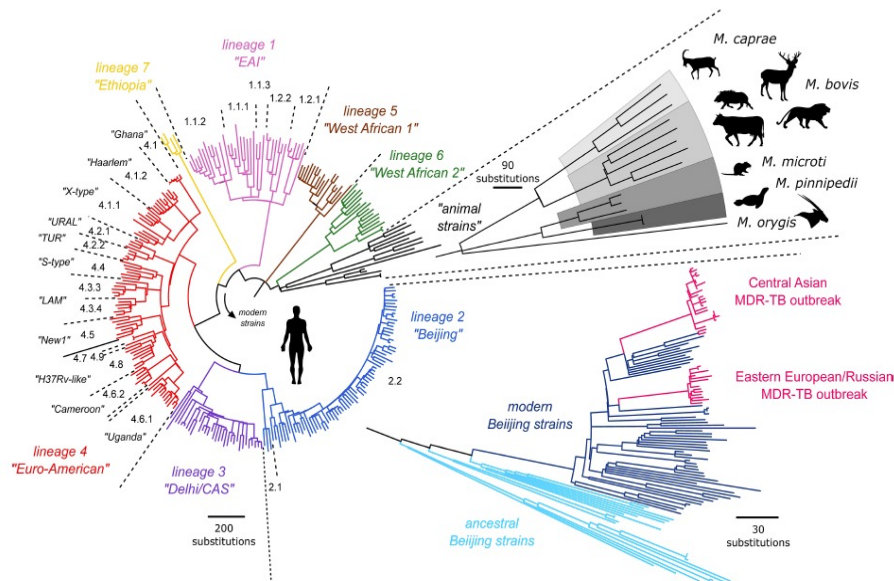 lineage 1
"EAI"
lineage 7
"Ethiopia"
1.1.3
1.1.1
1.2.2
1.2.1
1.1.2
lineage 5
"West African 1"
lineage 6
"West African 2"
"Ghana"
4.1
"Haarlem"
4.1.2
"X-type"
4.1.1
"URAL"
4.2.1
"TUR"
4.2.2
"S-type"
4.4
4.3.3
"LAM"
4.3.4
4.5
"New1"
4.7
4.9
4.8
"H37Rv-like"
4.6.2
"Cameroon"
4.6.1
"Uganda"
lineage 4
"Euro-American"
lineage 3
"Delhi/CAS"
2.1
200
substitutions
modern
strains
lineage 2
"Beijing"
2.2
90
substitutions
"animal
strains"
M. caprae
M. bovis
M. microti
M. pinnipedii
M. orygis
Central Asian
MDR-TB outbreak
Eastern European/Russian
MDR-TB outbreak
modern
Beiijing strains
ancestral
Beiijing strains
30
substitutions